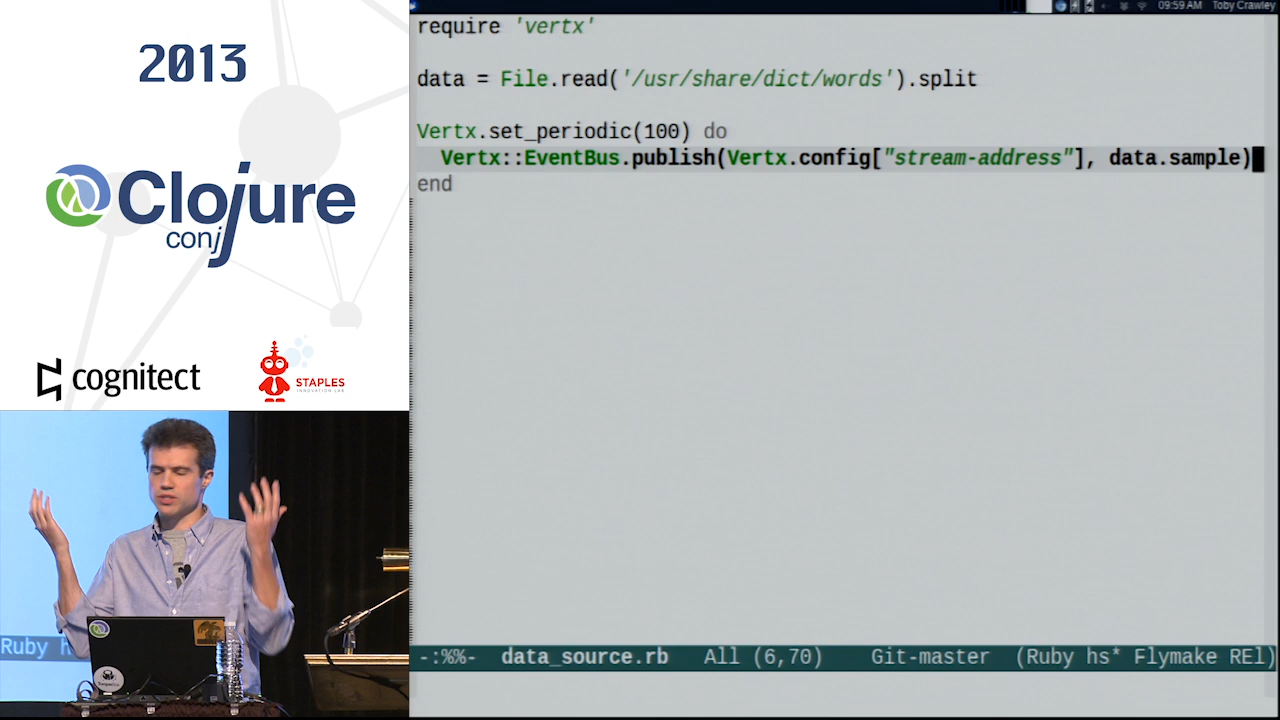 2013
Clojure
conj
cognitect
STAPLES
INNOVATION LAB
09:59 AM Toby Crawley
require 'vertx'
data = File.read('/usr/share/dict/words').split
Vertx.set_periodic(100) do
Vertx::EventBus.publish(Vertx.config["stream-address"], data.sample)
end
-:%%- data_source.rb All (6,70) Git-master (Ruby hs* Flymake REl)
Ruby h